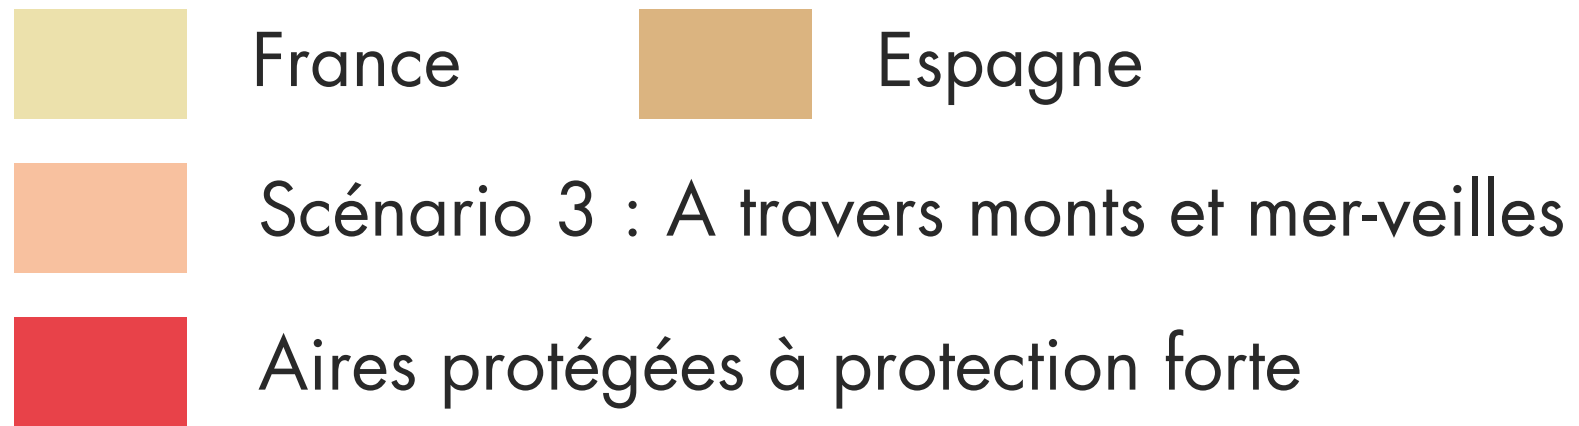 France Espagne
Scénario 3 : A travers monts et mer-veilles
Aires protégées à protection forte